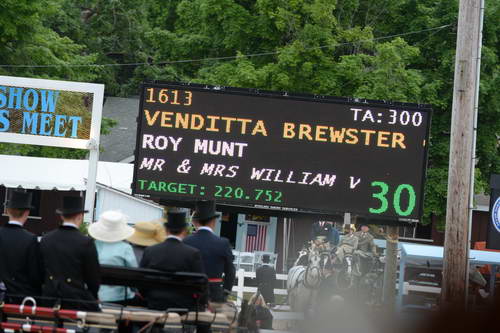 SHOW
S MEET
1613
TA: 300
VENDITTA BREWSTER
ROY MUNT
MR & MRS WILLIAM V
TARGET: 220.752
30